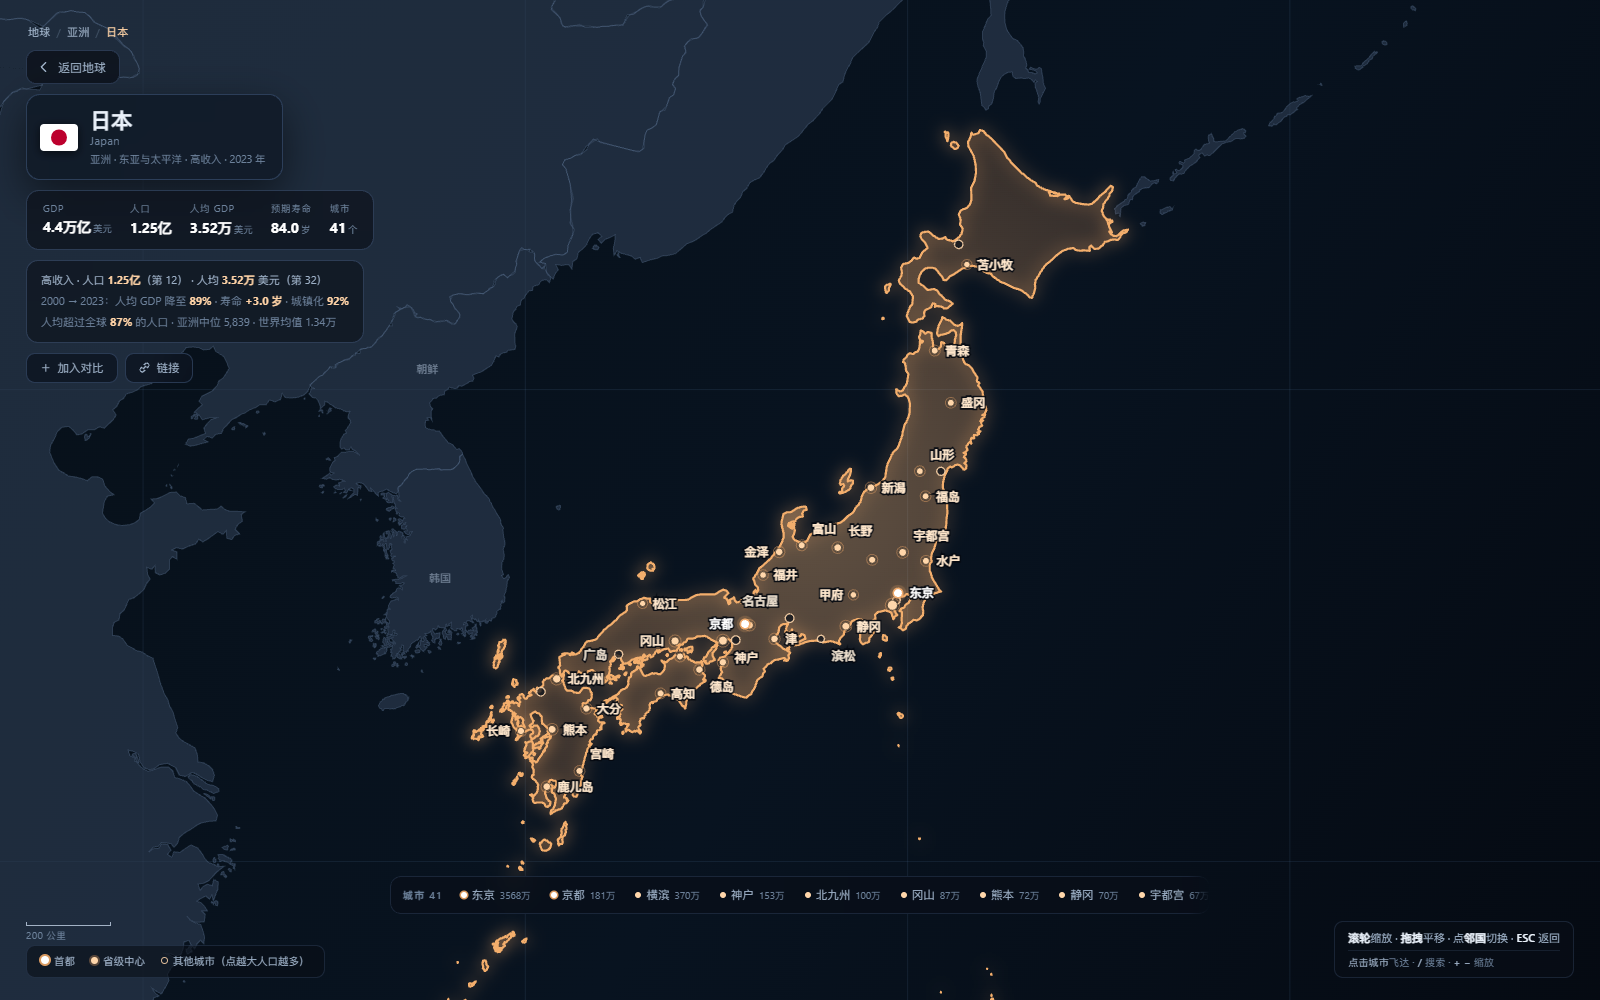 地球 / 亚洲 / 日本
返回地球
日本
Japan
亚洲 · 东亚与太平洋 · 高收入 · 2023 年
GDP 人口 人均 GDP 预期寿命 城市
4.4万亿 美元 1.25亿 3.52万 美元 84.0 岁 41 个
高收入 · 人口 1.25亿（第 12） · 人均 3.52万 美元（第 32）
2000 → 2023：人均 GDP 降至 89% · 寿命 +3.0 岁 · 城镇化 92%
人均超过全球 87% 的人口 · 亚洲中位 5,839 · 世界均值 1.34万
+ 加入对比 链接
苫小牧
青森
朝鲜
盛冈
山形
新潟
福岛
富山 长野 宇都宫
金泽
水户
福井
韩国
甲府 东京
松江 名古屋
京都 静冈
冈山 津
广岛 神户 滨松
北九州
德岛
高知
大分
长崎 熊本
宫崎
鹿儿岛
城市 41 东京 3568万 京都 181万 横滨 370万 神户 153万 北九州 100万 冈山 87万 熊本 72万 静冈 70万 宇都宫 67万
200 公里
首都 省级中心 其他城市（点越大人口越多）
滚轮缩放 · 拖拽平移 · 点邻国切换 · ESC 返回
点击城市飞达 · / 搜索 · + − 缩放